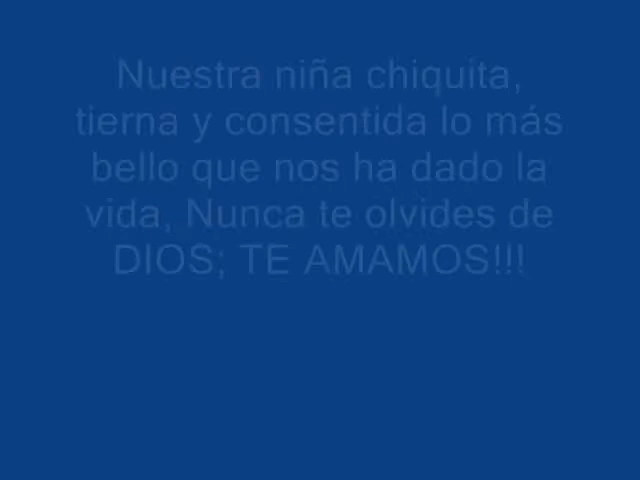 Nuestra niña chiquita,
tierna y consentida lo más
bello que nos ha dado la
vida, Nunca te olvides de
DIOS; TE AMAMOS!!!